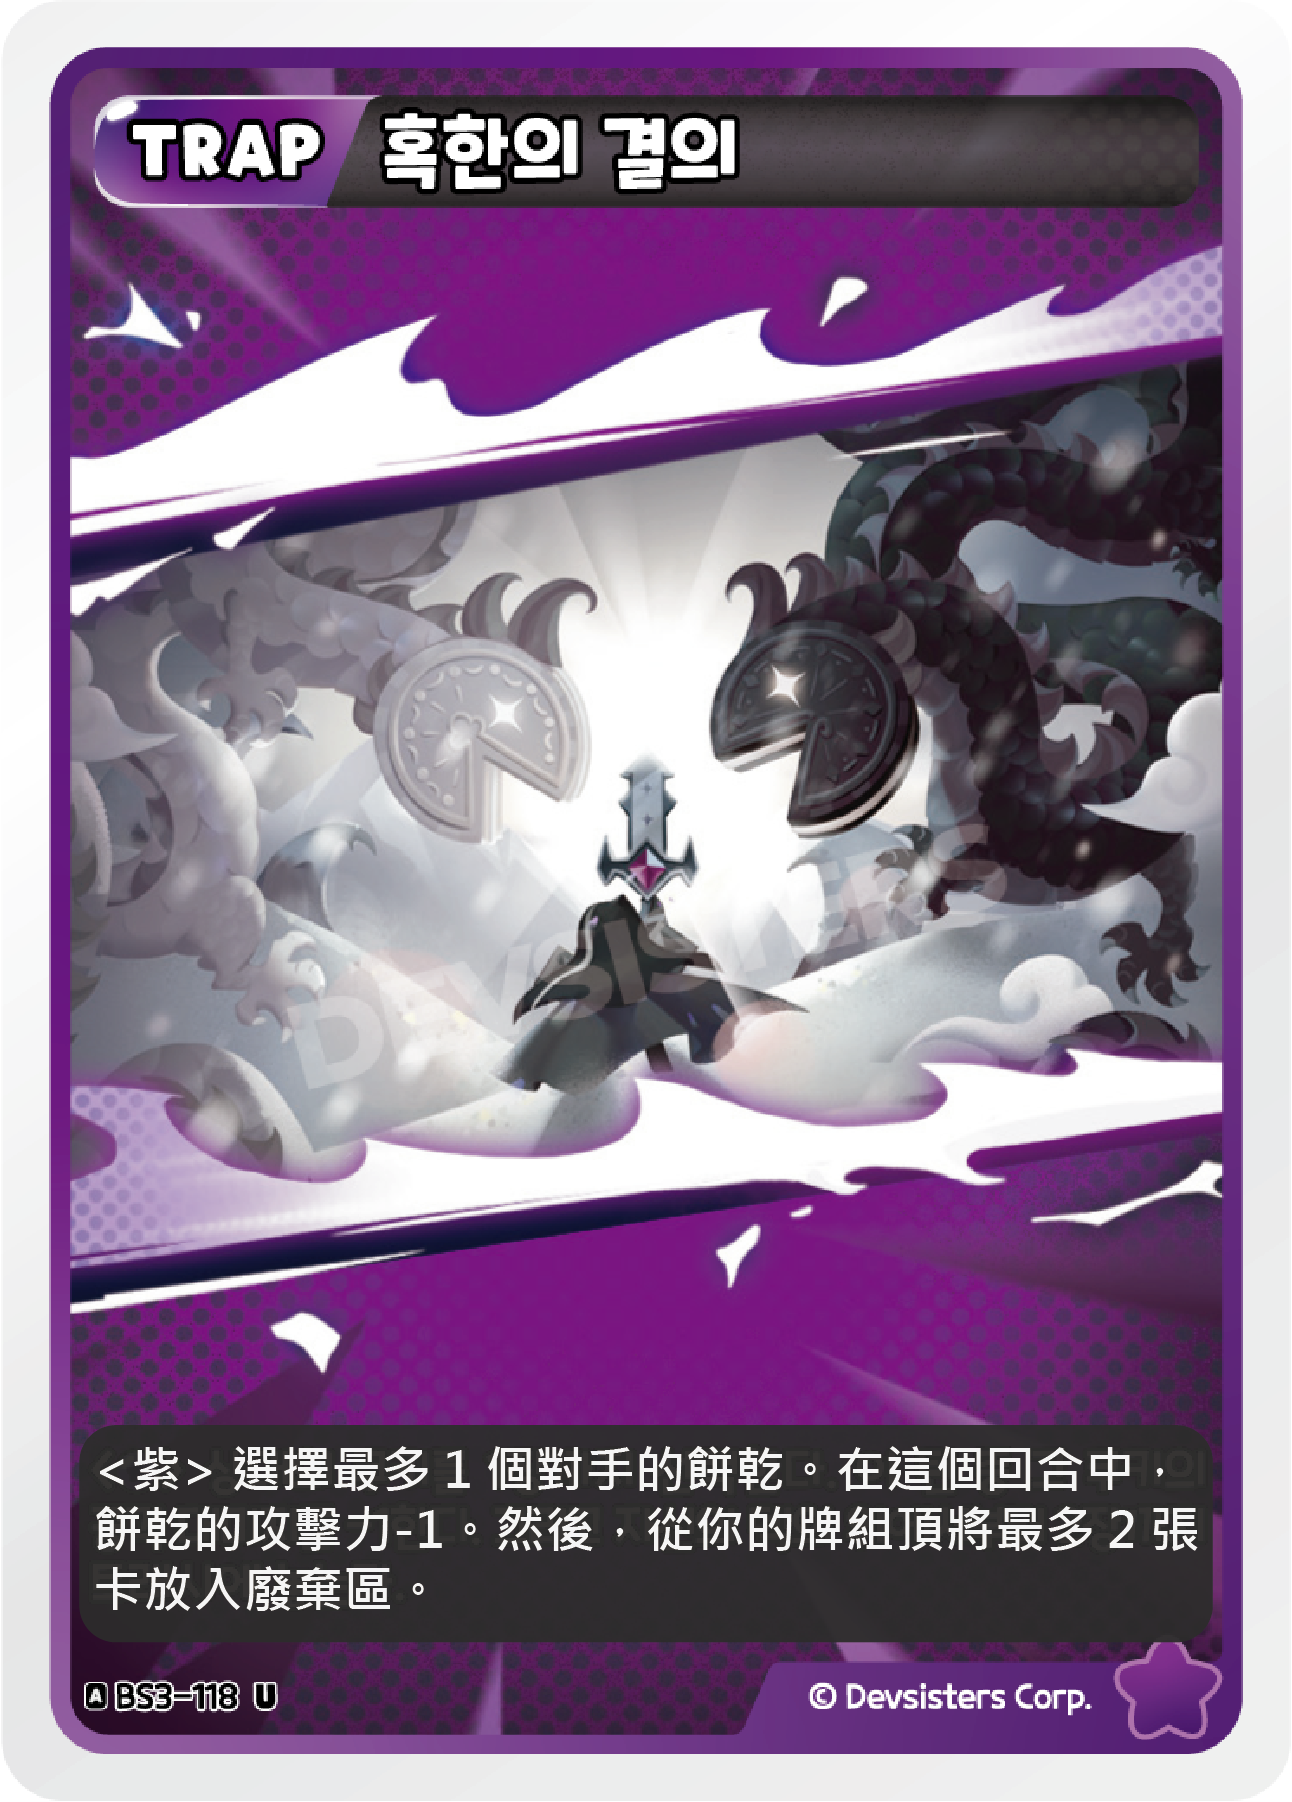 TRAP 혹한의 결의
DEVSISTERS
<紫> 選擇最多 1 個對手的餅乾。在這個回合中，
餅乾的攻擊力-1。然後，從你的牌組頂將最多 2 張
卡放入廢棄區。
A BS3-118 U
© Devsisters Corp.